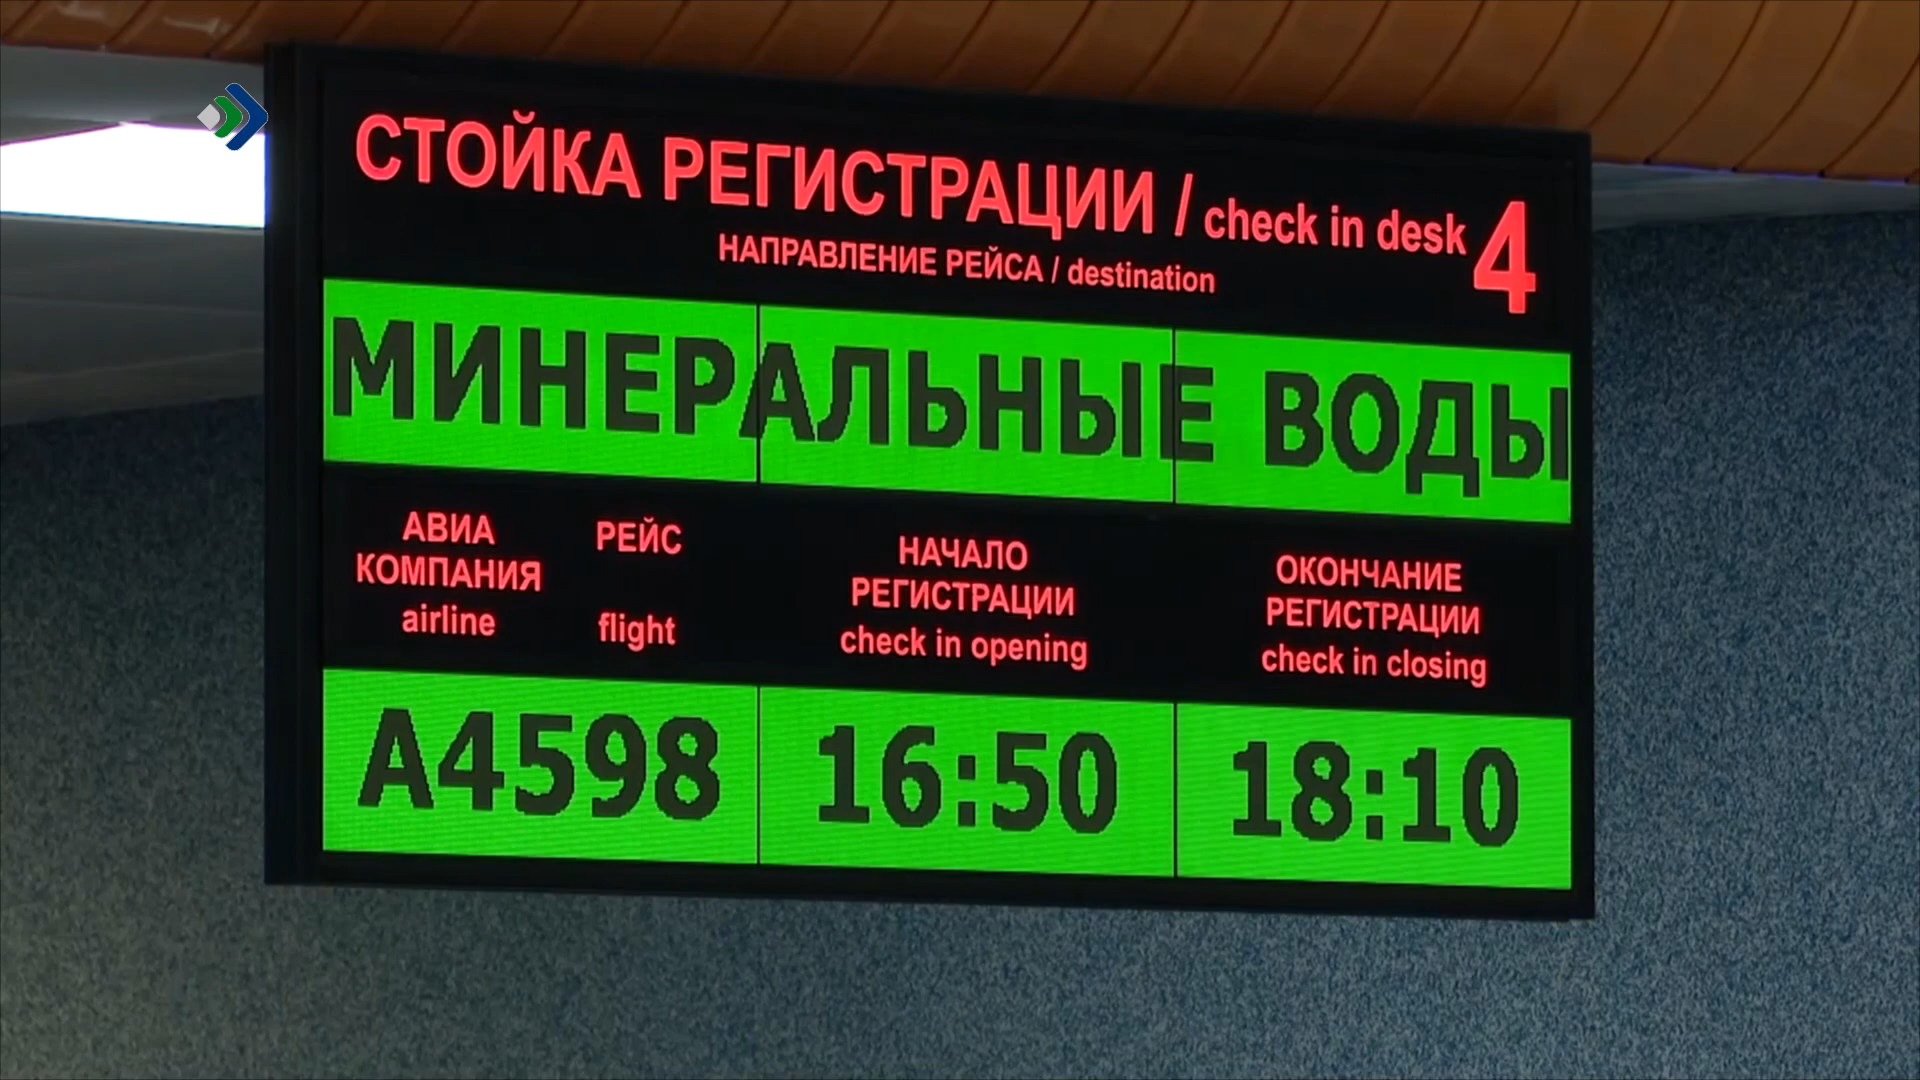 СТОЙКА РЕГИСТРАЦИИ / check in desk 4
НАПРАВЛЕНИЕ РЕЙСА / destination
МИНЕРАЛЬНЫЕ ВОДЫ
АВИА
КОМПАНИЯ
airline
РЕЙС
flight
НАЧАЛО
РЕГИСТРАЦИИ
check in opening
ОКОНЧАНИЕ
РЕГИСТРАЦИИ
check in closing
А4598
16:50
18:10